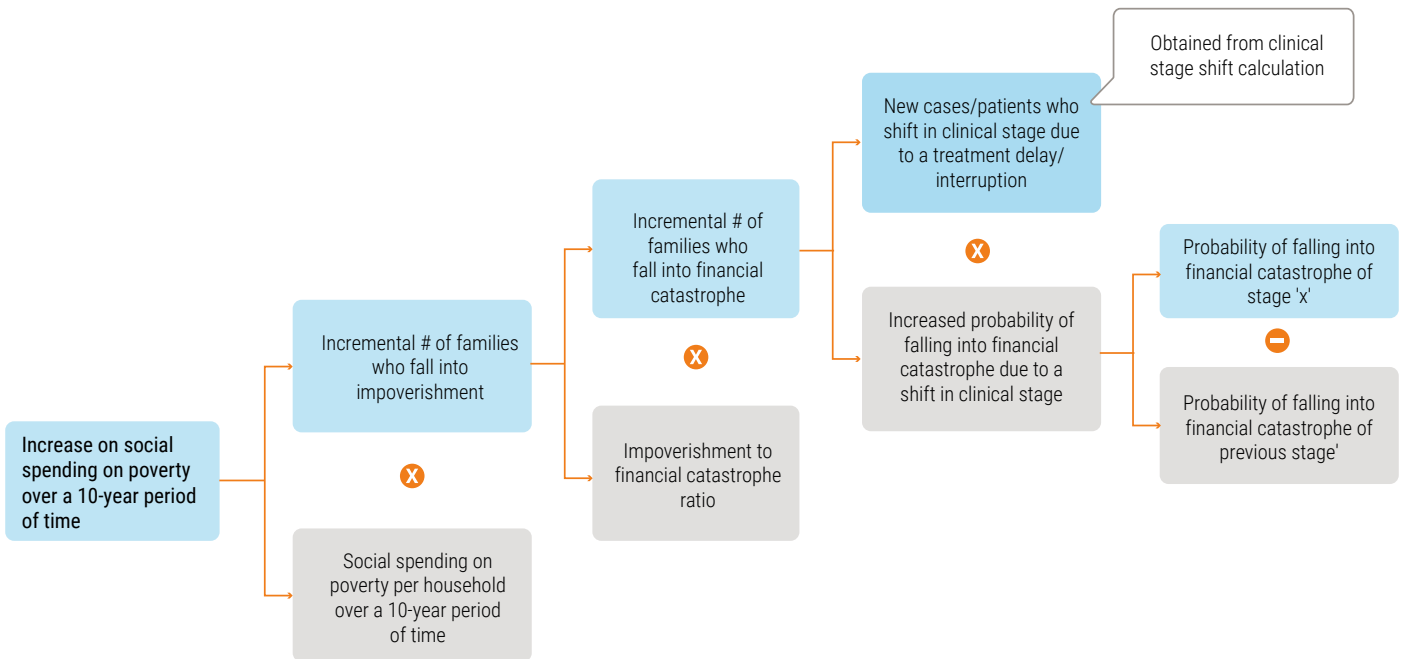 Obtained from clinical
stage shift calculation
New cases/patients who
shift in clinical stage due
to a treatment delay/
interruption
Incremental # of
families who
fall into financial
catastrophe
X
Probability of falling into
financial catastrophe of
stage 'x'
Incremental # of families
who fall into
impoverishment
X
Increased probability of
falling into financial
catastrophe due to a
shift in clinical stage
–
Probability of falling into
financial catastrophe of
previous stage'
Increase on social
spending on poverty
over a 10-year period
of time
X
Impoverishment to
financial catastrophe
ratio
Social spending on
poverty per household
over a 10-year period
of time